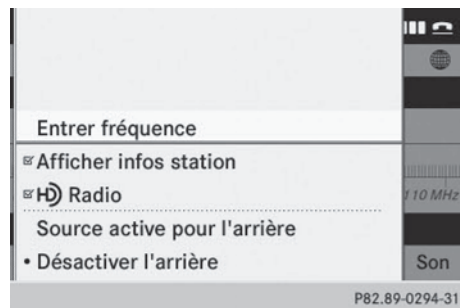 Entrer fréquence
Afficher infos station
HD Radio
110 MHz
Source active pour l'arrière
• Désactiver l'arrière
Son
P82.89-0294-31